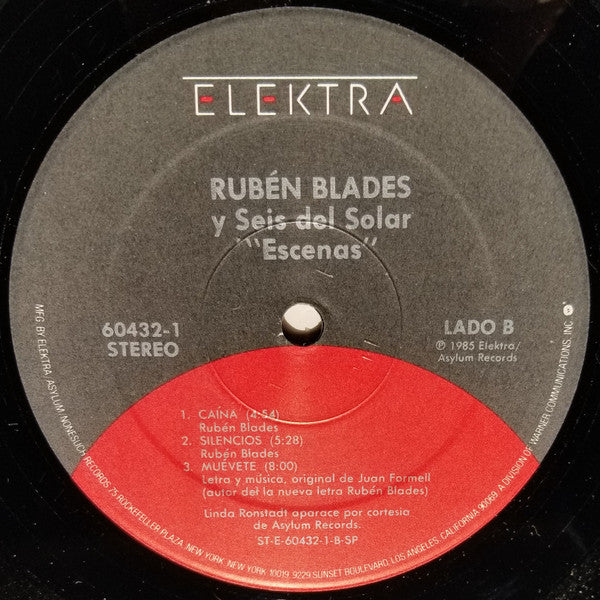 ELEKTRA
RUBÉN BLADES
y Seis del Solar
"Escenas"
60432-1
STEREO
LADO B
℗ 1985 Elektra/
Asylum Records
1. CAINA (4:54)
Rubén Blades
2. SILENCIOS (5:28)
Rubén Blades
3. MUÉVETE (8:00)
Letra y música, original de Juan Formell
(autor del la nueva letra Rubén Blades)
Linda Ronstadt aparace por cortesia
de Asylum Records.
ST-E-60432-1-B-SP
MFG. BY ELEKTRA/ASYLUM/NONESUCH RECORDS 75 ROCKEFELLER PLAZA, NEW YORK, NEW YORK 10019. 9229 SUNSET BOULEVARD, LOS ANGELES, CALIFORNIA 90069. A DIVISION OF WARNER COMMUNICATIONS, INC.